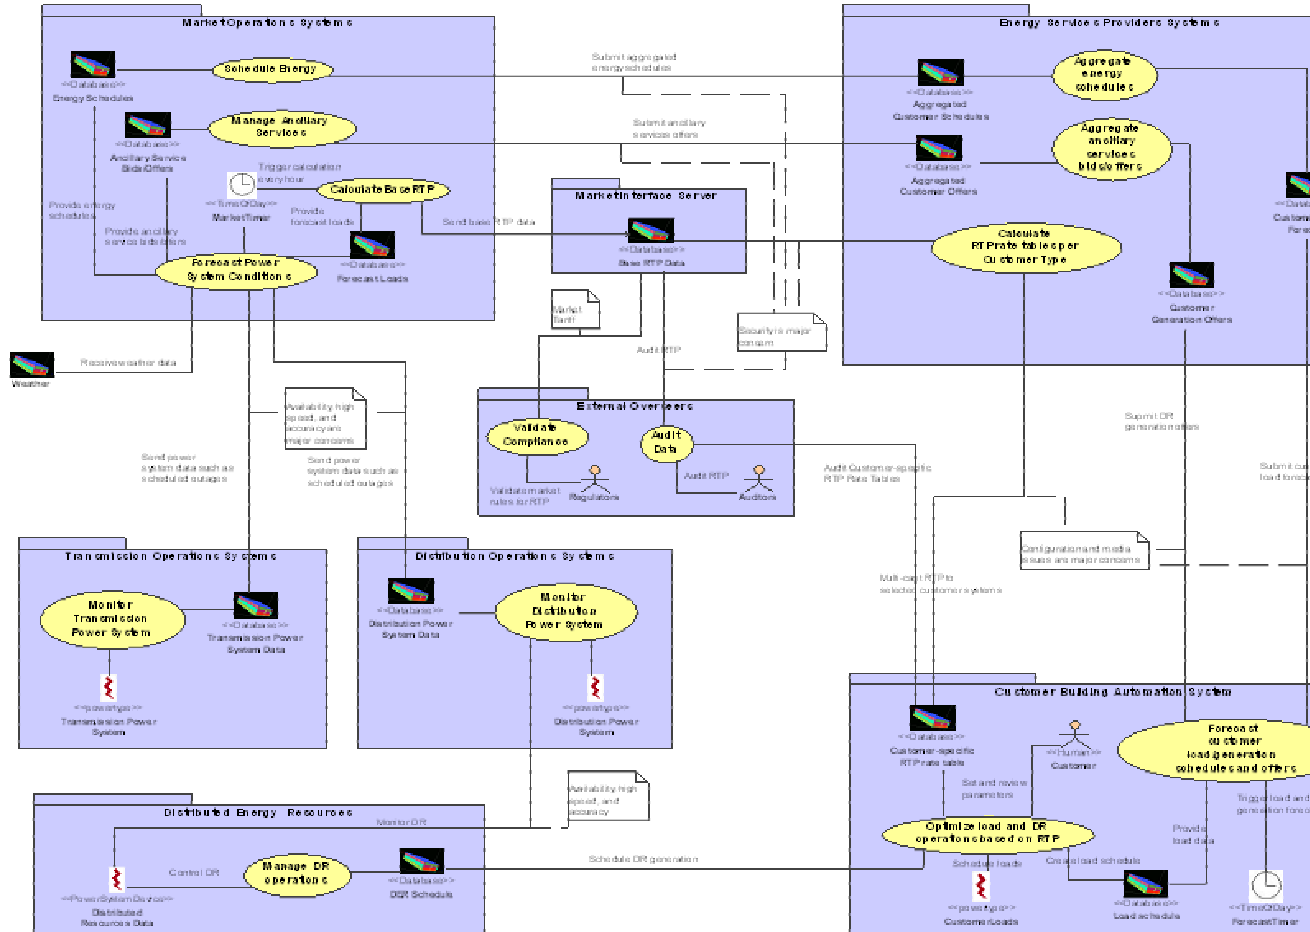 Market Operations Systems
Schedule Energy
<<Database>>
Energy Schedules
Manage Ancillary
Services
<<Database>>
Ancillary Service
Bids/Offers
Trigger calculation
every hour
<<TimeOfDay>>
MarketTimer
Calculate Base RTP
Provide energy
schedules
Provide ancillary
Provide
forecast loads
Send base RTP data
Forecast Power
System Conditions
<<Database>>
Forecast Loads
Submit aggregated
energy schedules
Submit ancillary
services offers
Energy Services Providers Systems
<<Database>>
Aggregated
Customer Schedules
Aggregate
energy
schedules
<<Database>>
Aggregated
Customer Offers
Aggregate
ancillary
services
bids/offers
Calculate
RTP rate tables per
Customer Type
<<Database>>
Customer
Generation Offers
Market Interface Server
<<Database>>
Base RTP Data
Market
Tariff
Audit RTP
Security is major
concern
Receive weather data
Weather
Availability, high
speed, and
accuracy are
major concerns
Send power
system data such as
scheduled outages
Send power
system data such as
scheduled outages
External Overseers
Validate
Compliance
Audit
Data
Validate market
rules for RTP
Regulators
Audit RTP
Auditors
Audit Customer-specific
RTP Rate Tables
Submit DR
generation offers
Configuration and media
issues are major concerns
Multi-cast RTP to
selected customer systems
Transmission Operations Systems
Monitor
Transmission
Power System
<<Database>>
Transmission Power
System Data
<<powertype>>
Transmission Power
System
Distribution Operations Systems
<<Database>>
Distribution Power
System Data
Monitor
Distribution
Power System
<<powertype>>
Distribution Power
System
Distributed Energy Resources
Monitor DR
Availability, high
speed, and
accuracy
Control DR
<<PowerSystemDevice>>
Distributed
Resources Data
Manage DR
operations
<<Database>>
DER Schedule
Schedule DR generation
Customer Building Automation System
<<Database>>
Customer-specific
RTP rate table
<<Human>>
Customer
Set and review
parameters
Forecast
customer
load/generation
schedules and offers
Optimize load and DR
operations based on RTP
Schedule loads
Create load schedule
Provide
load data
Trigger load and
<<powertype>>
Customer Loads
<<Database>>
Load schedule
<<TimeOfDay>>
Forecast Timer